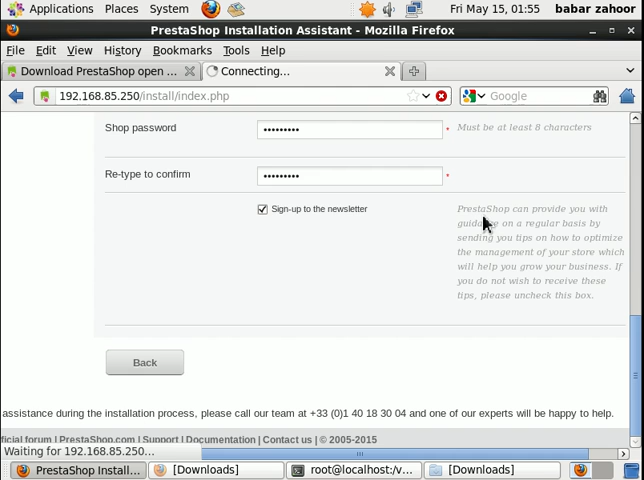 Applications Places System Fri May 15, 01:55 babar zahoor
PrestaShop Installation Assistant - Mozilla Firefox
File Edit View History Bookmarks Tools Help
Download PrestaShop open ... Connecting...
192.168.85.250/install/index.php Google
Shop password ••••••••• * Must be at least 8 characters
Re-type to confirm ••••••••• *
Sign-up to the newsletter
PrestaShop can provide you with
guidance on a regular basis by
sending you tips on how to optimize
the management of your store which
will help you grow your business. If
you do not wish to receive these
tips, please uncheck this box.
Back
assistance during the installation process, please call our team at +33 (0)1 40 18 30 04 and one of our experts will be happy to help.
ficial forum | PrestaShop.com | Support | Documentation | Contact us | © 2005-2015
Waiting for 192.168.85.250...
PrestaShop Install... [Downloads] root@localhost:/v... [Downloads]